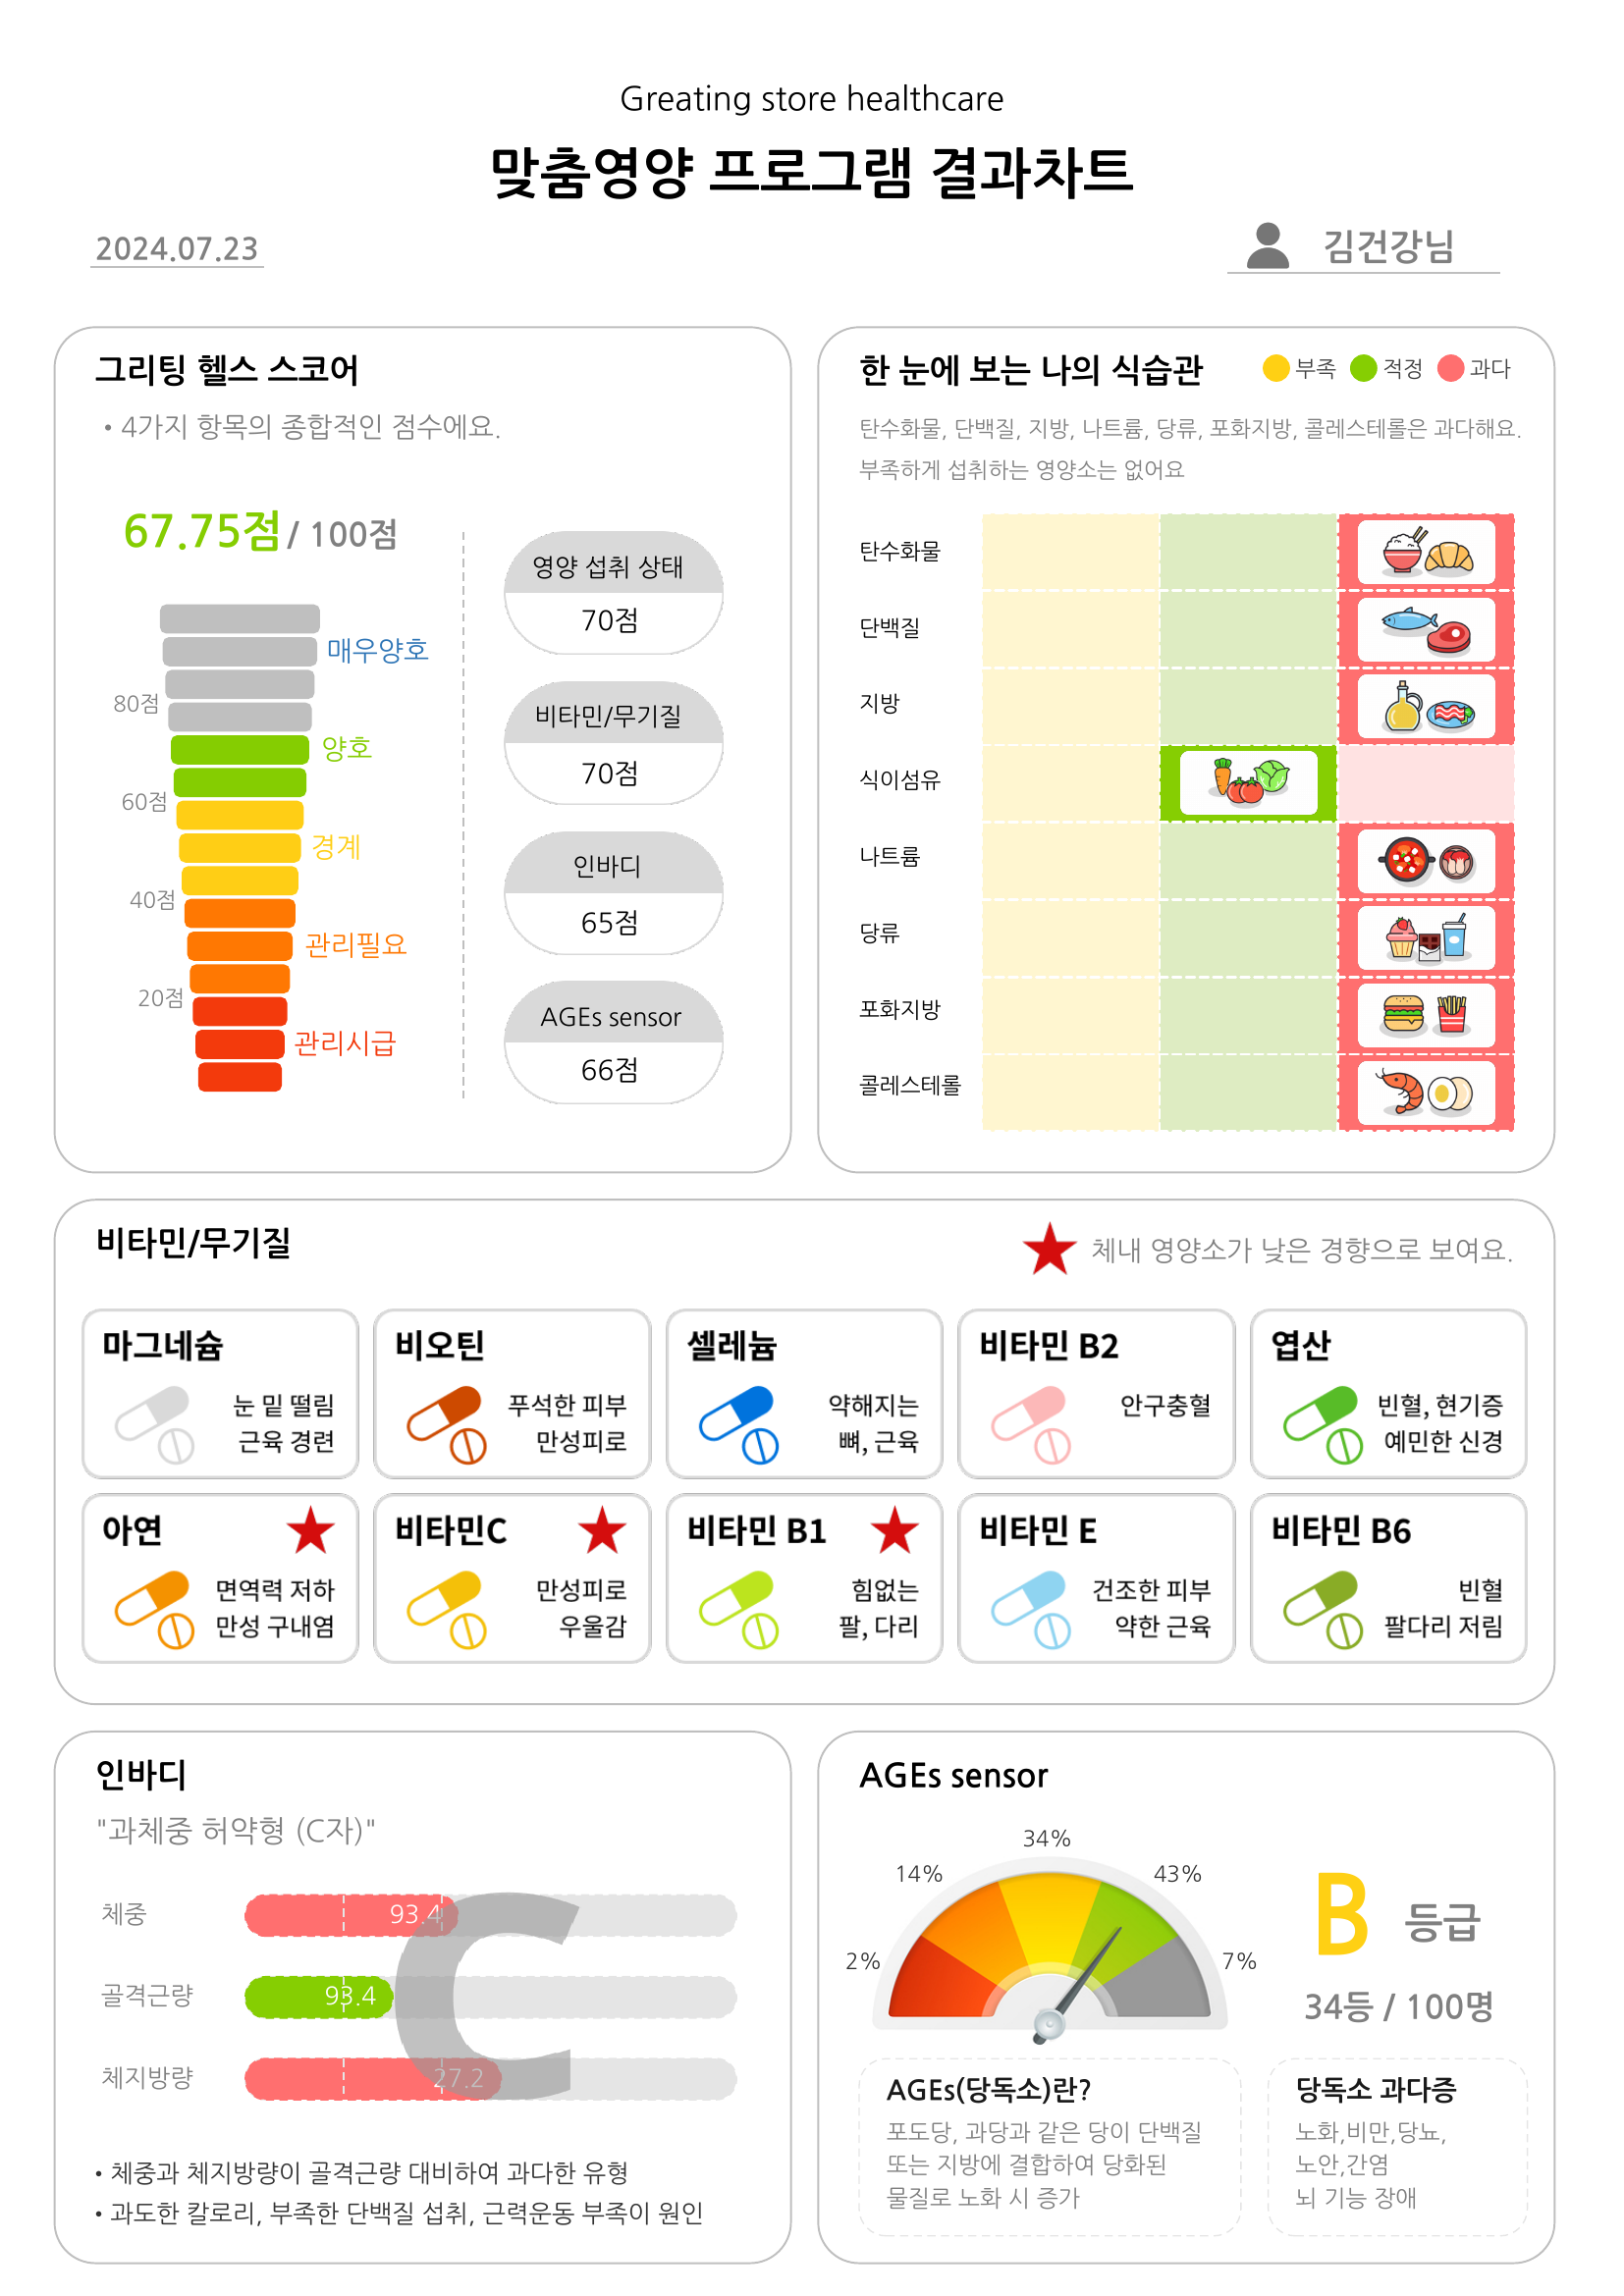 Greating store healthcare
맞춤영양 프로그램 결과차트
2024.07.23
김건강님
그리팅 헬스 스코어
• 4가지 항목의 종합적인 점수에요.
67.75점 / 100점
매우양호
80점
양호
60점
경계
40점
관리필요
20점
관리시급
영양 섭취 상태
70점
비타민/무기질
70점
인바디
65점
AGEs sensor
66점
한 눈에 보는 나의 식습관
부족 적정 과다
탄수화물, 단백질, 지방, 나트륨, 당류, 포화지방, 콜레스테롤은 과다해요.
부족하게 섭취하는 영양소는 없어요
탄수화물
단백질
지방
식이섬유
나트륨
당류
포화지방
콜레스테롤
비타민/무기질
체내 영양소가 낮은 경향으로 보여요.
마그네슘
눈 밑 떨림
근육 경련
비오틴
푸석한 피부
만성피로
셀레늄
약해지는
뼈, 근육
비타민 B2
안구충혈
엽산
빈혈, 현기증
예민한 신경
아연
면역력 저하
만성 구내염
비타민C
만성피로
우울감
비타민 B1
힘없는
팔, 다리
비타민 E
건조한 피부
약한 근육
비타민 B6
빈혈
팔다리 저림
인바디
"과체중 허약형 (C자)"
체중 93.4
골격근량 93.4
체지방량 27.2
C
• 체중과 체지방량이 골격근량 대비하여 과다한 유형
• 과도한 칼로리, 부족한 단백질 섭취, 근력운동 부족이 원인
AGEs sensor
34%
14%
43%
2%
7%
B 등급
34등 / 100명
AGEs(당독소)란?
포도당, 과당과 같은 당이 단백질
또는 지방에 결합하여 당화된
물질로 노화 시 증가
당독소 과다증
노화,비만,당뇨,
노안,간염
뇌 기능 장애